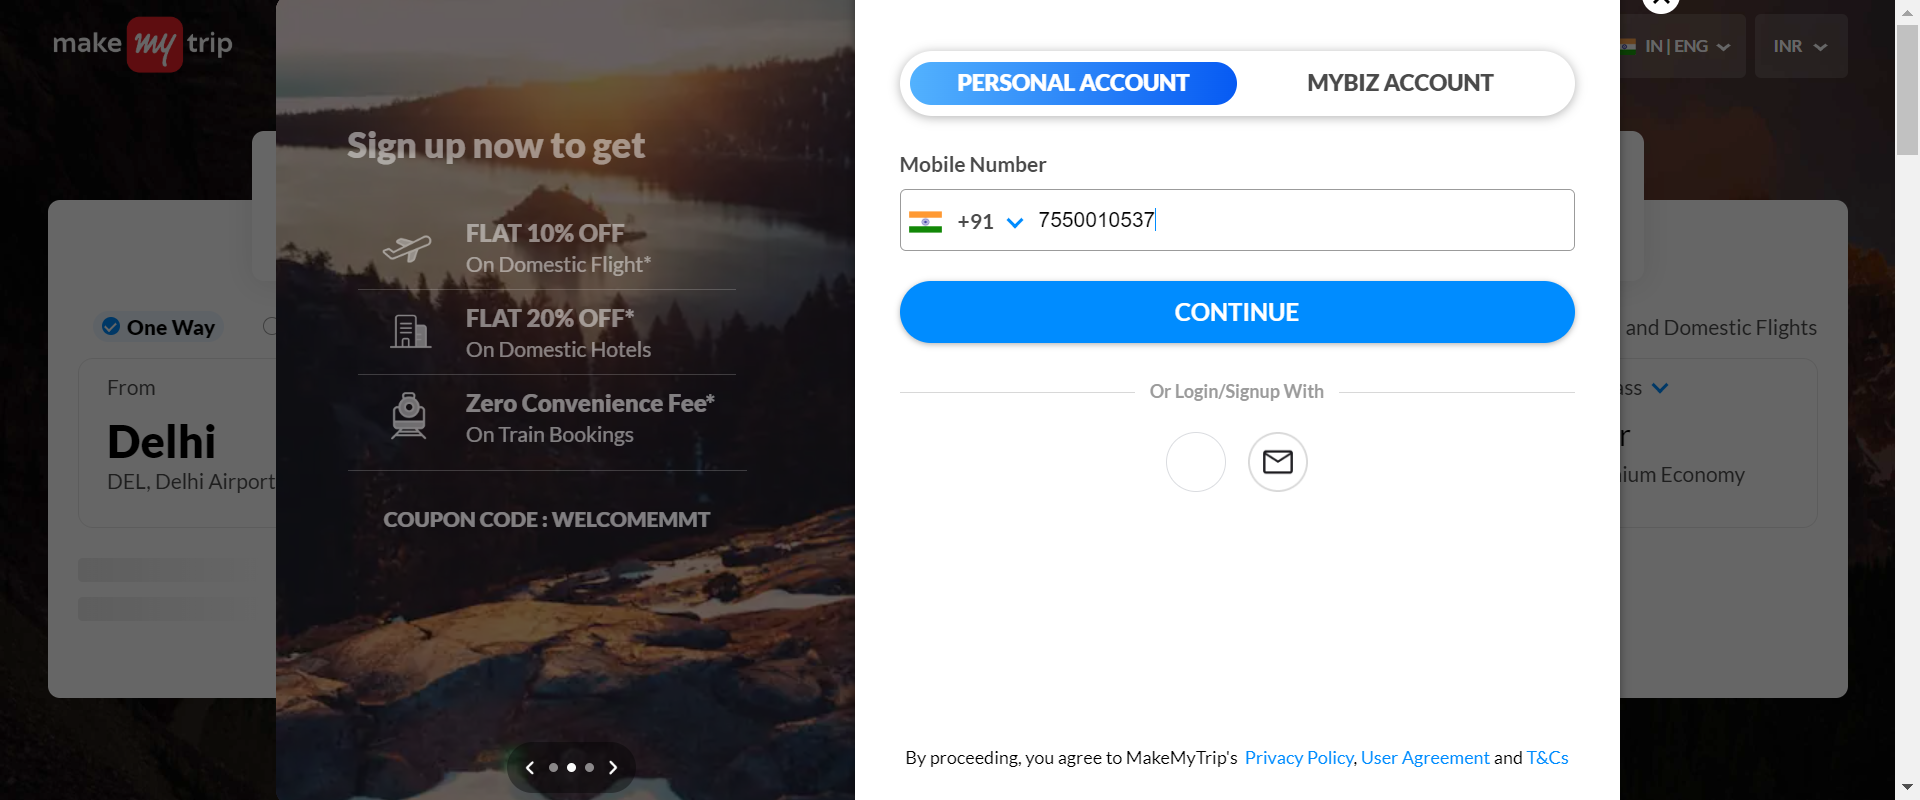 make my trip
IN | ENG
INR
PERSONAL ACCOUNT
MYBIZ ACCOUNT
Sign up now to get
FLAT 10% OFF
On Domestic Flight*
FLAT 20% OFF*
On Domestic Hotels
Zero Convenience Fee*
On Train Bookings
COUPON CODE : WELCOMEMMT
Mobile Number
+91 7550010537
CONTINUE
Or Login/Signup With
By proceeding, you agree to MakeMyTrip's Privacy Policy, User Agreement and T&Cs
One Way
From
Delhi
DEL, Delhi Airport
and Domestic Flights
Economy